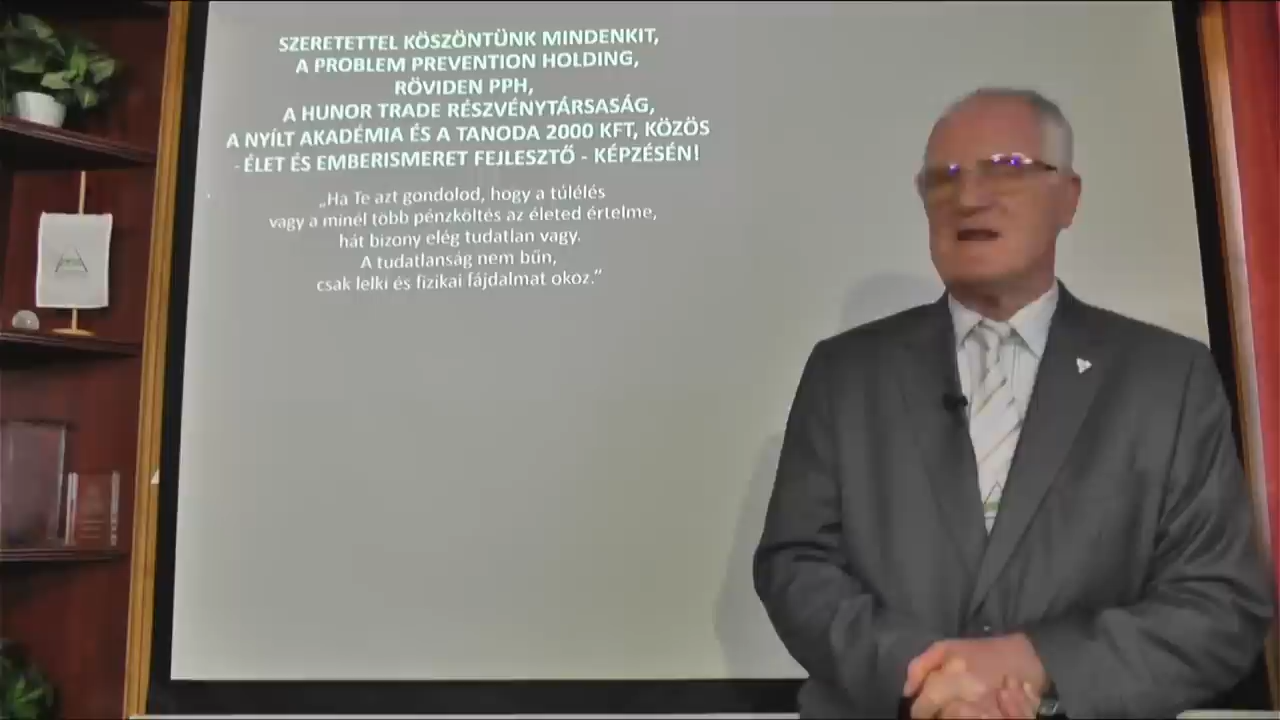 SZERETETTEL KÖSZÖNTÜNK MINDENKIT,
A PROBLEM PREVENTION HOLDING,
RÖVIDEN PPH,
A HUNOR TRADE RÉSZVÉNYTÁRSASÁG,
A NYÍLT AKADÉMIA ÉS A TANODA 2000 KFT, KÖZÖS
- ÉLET ÉS EMBERISMERET FEJLESZTŐ - KÉPZÉSÉN!
„Ha Te azt gondolod, hogy a túlélés
vagy a minél több pénzköltés az életed értelme,
hát bizony elég tudatlan vagy.
A tudatlanság nem bűn,
csak lelki és fizikai fájdalmat okoz.”